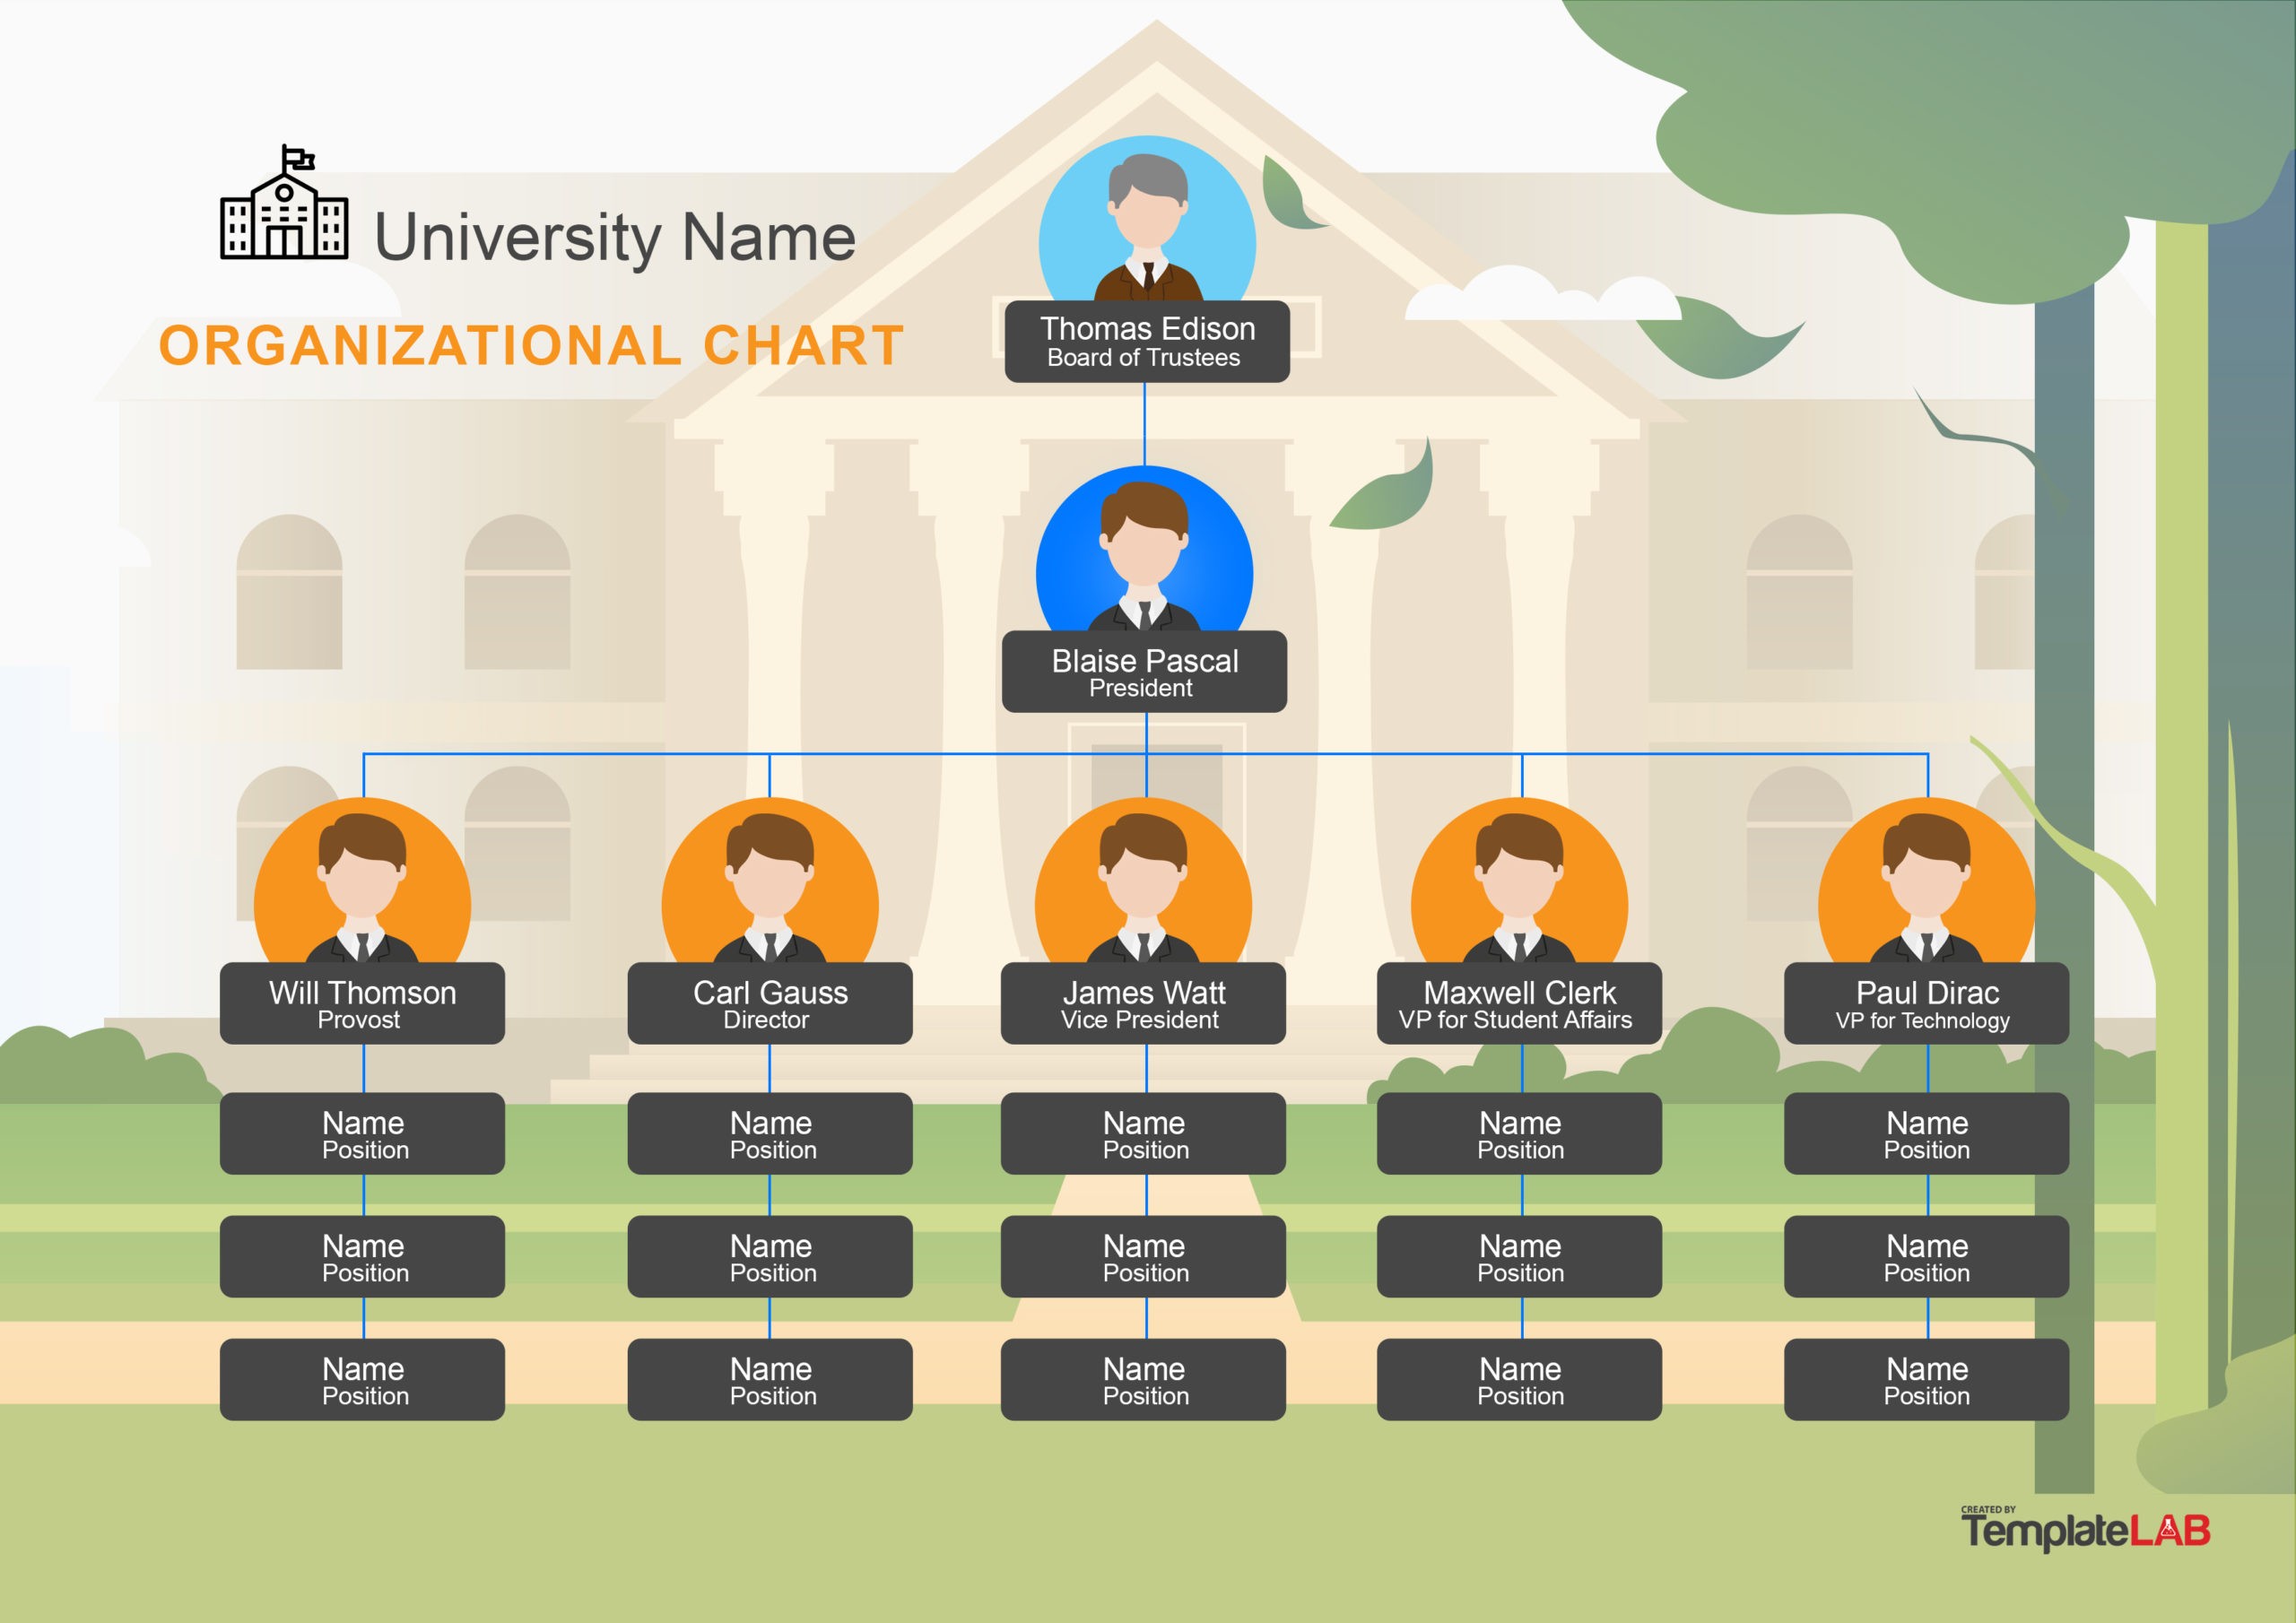 University Name
ORGANIZATIONAL CHART
Thomas Edison
Board of Trustees
Blaise Pascal
President
Will Thomson
Provost
Carl Gauss
Director
James Watt
Vice President
Maxwell Clerk
VP for Student Affairs
Paul Dirac
VP for Technology
Name
Position
Name
Position
Name
Position
Name
Position
Name
Position
Name
Position
Name
Position
Name
Position
Name
Position
Name
Position
Name
Position
Name
Position
Name
Position
Name
Position
Name
Position
CREATED BY
TemplateLAB